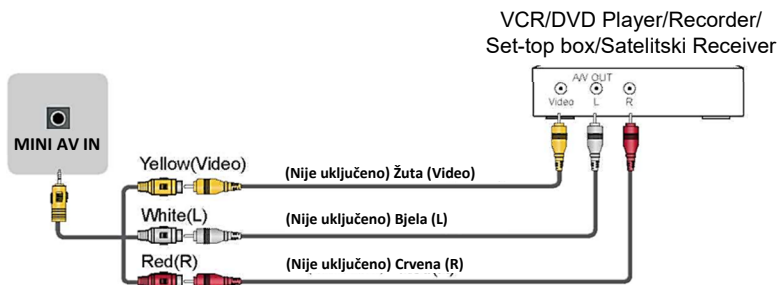 VCR/DVD Player/Recorder/
Set-top box/Satelitski Receiver
A/V OUT
Video L R
MINI AV IN
Yellow(Video)
(Nije uključeno) Žuta (Video)
White(L)
(Nije uključeno) Bjela (L)
Red(R)
(Nije uključeno) Crvena (R)